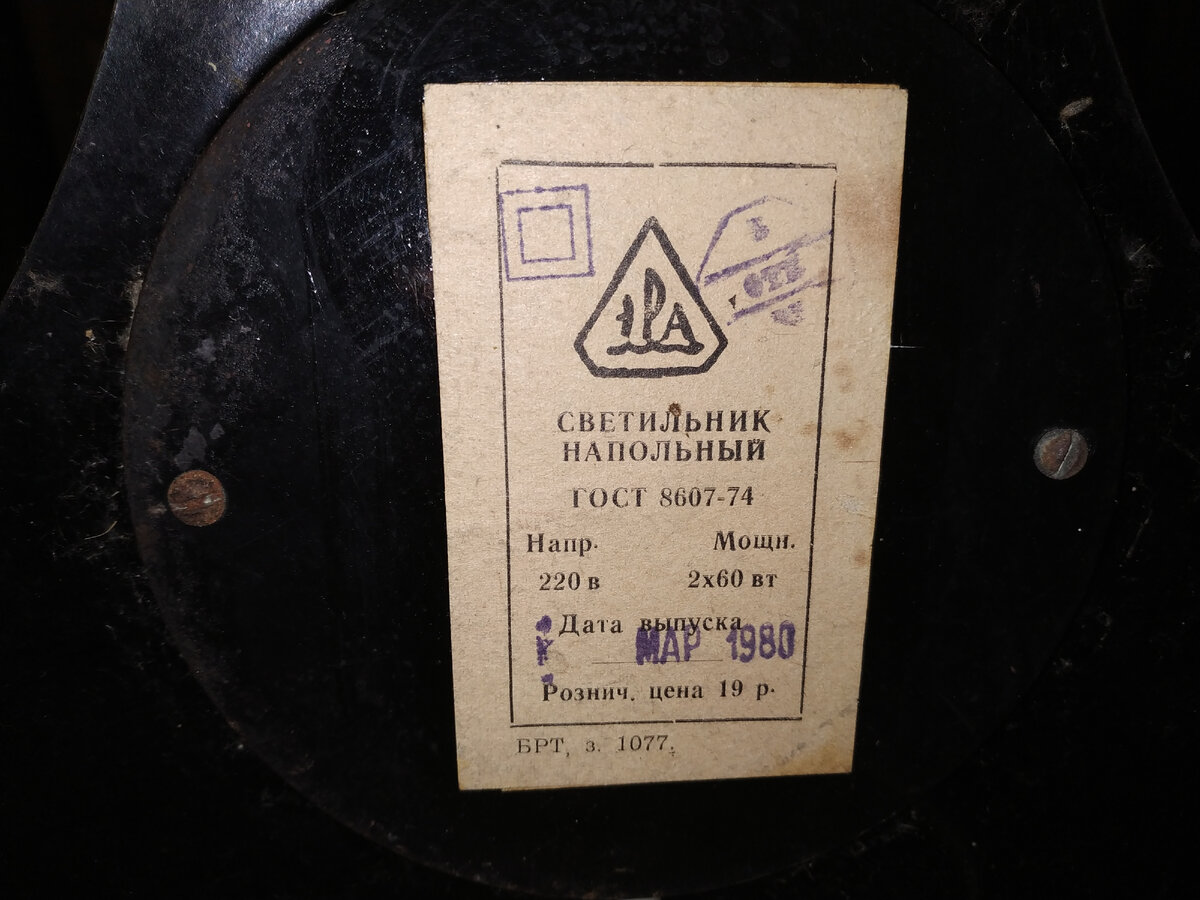 ОТК
СВЕТИЛЬНИК
НАПОЛЬНЫЙ
ГОСТ 8607-74
Напр. Мощн.
220 в 2х60 вт
Дата выпуска
МАР 1980
Рознич. цена 19 р.
БРТ, з. 1077.